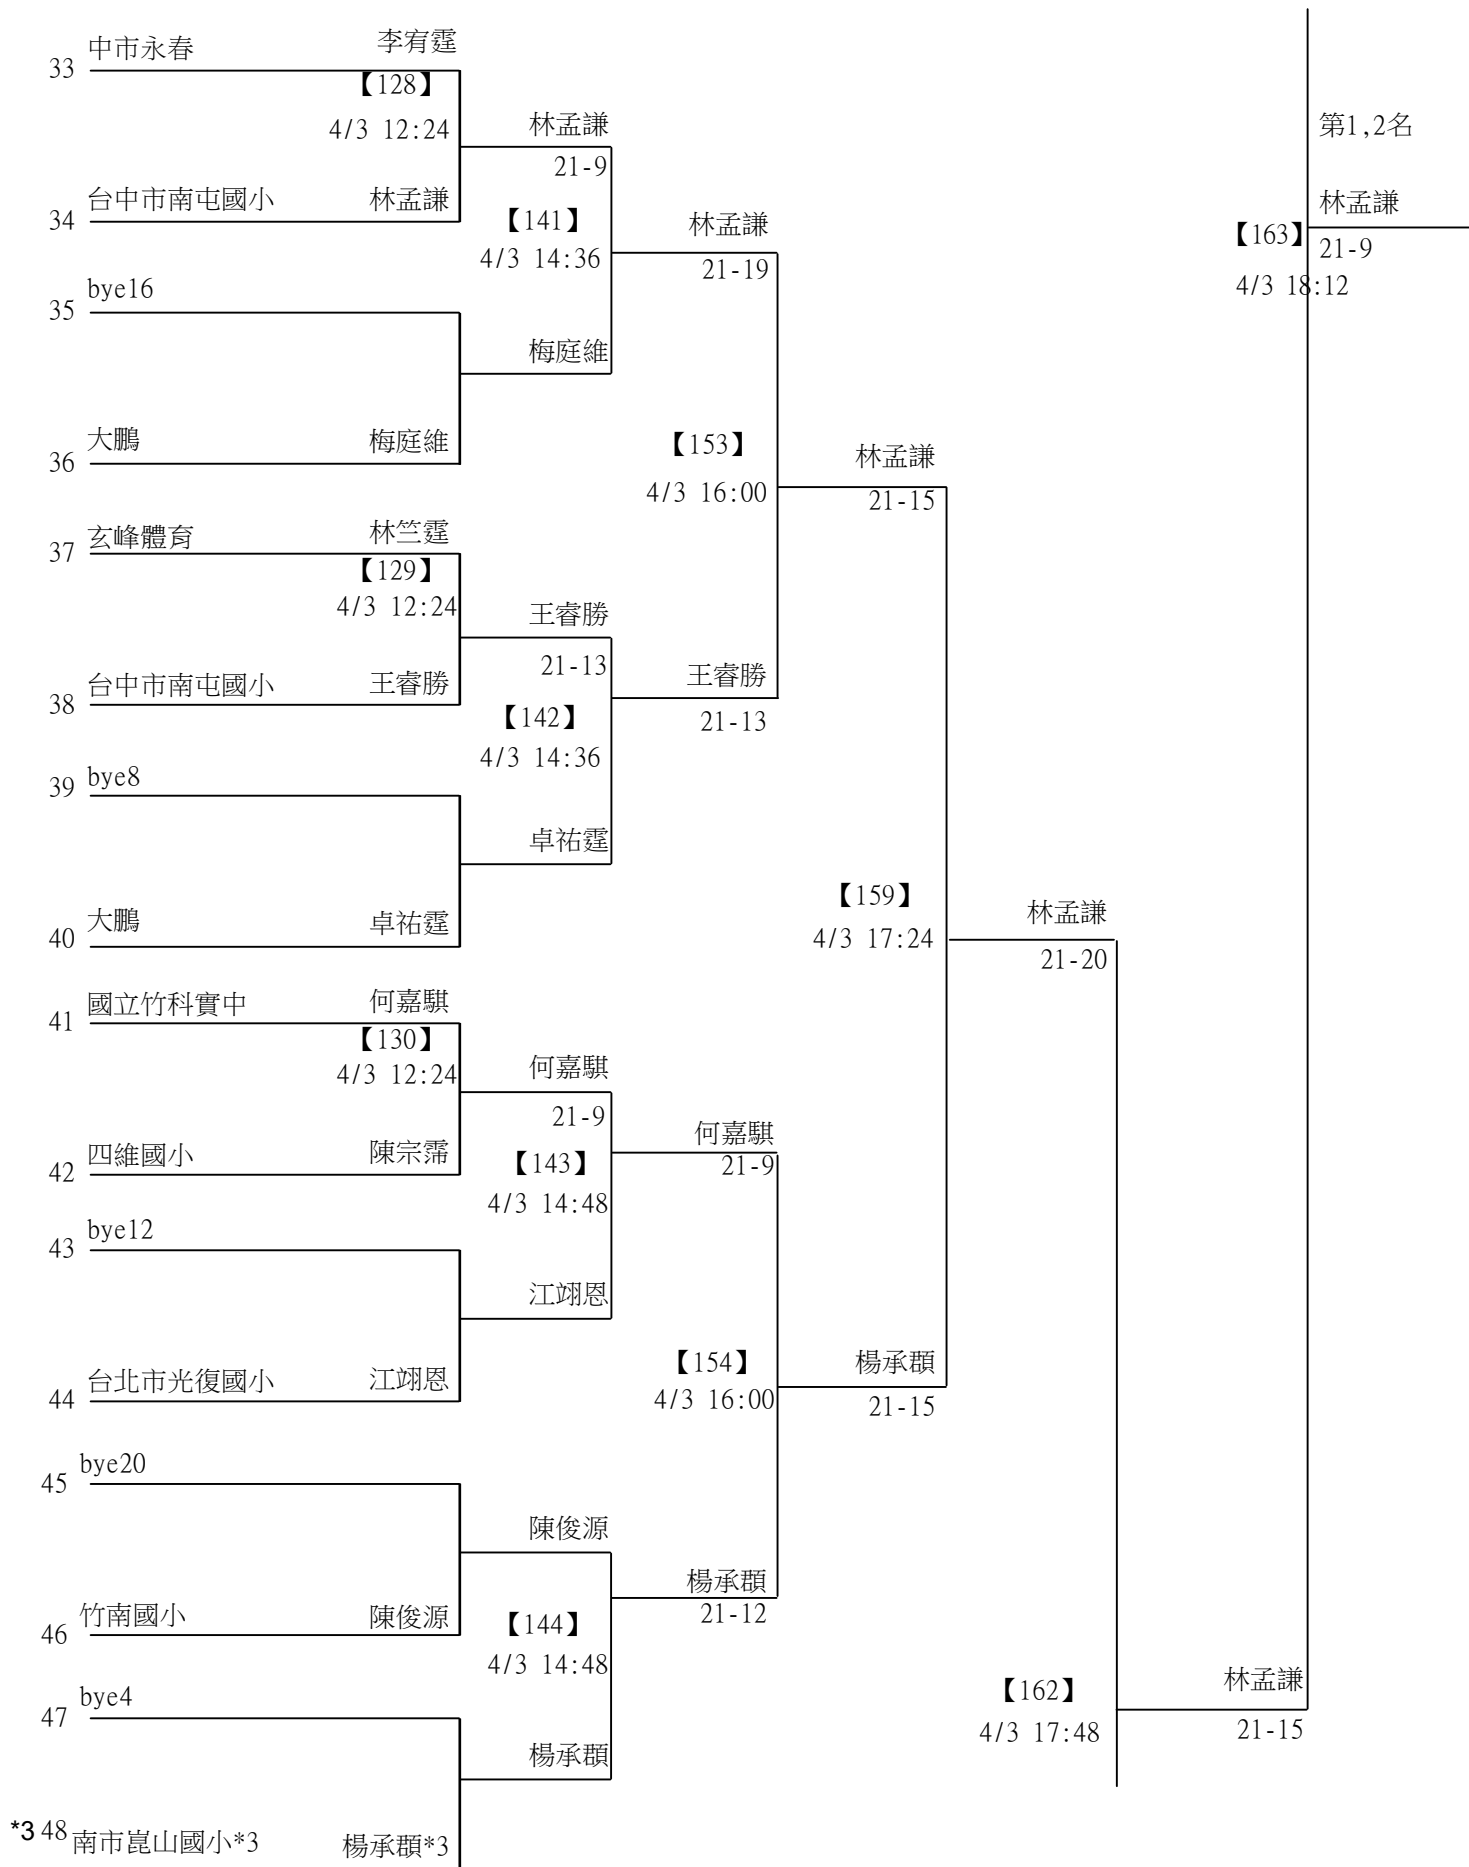 33 中市永春 李宥霆
【128】
4/3 12:24
林孟謙
21-9
34 台中市南屯國小 林孟謙
【141】
4/3 14:36
林孟謙
21-19
35 bye16
梅庭維
36 大鵬 梅庭維
【153】
4/3 16:00
林孟謙
21-15
37 玄峰體育 林竺霆
【129】
4/3 12:24
王睿勝
21-13
38 台中市南屯國小 王睿勝
【142】
4/3 14:36
王睿勝
21-13
39 bye8
卓祐霆
40 大鵬 卓祐霆
【159】
4/3 17:24
林孟謙
21-20
41 國立竹科實中 何嘉騏
【130】
4/3 12:24
何嘉騏
21-9
42 四維國小 陳宗霈
【143】
4/3 14:48
何嘉騏
21-9
43 bye12
江翊恩
44 台北市光復國小 江翊恩
【154】
4/3 16:00
楊承頵
21-15
45 bye20
陳俊源
46 竹南國小 陳俊源
【144】
4/3 14:48
楊承頵
21-12
47 bye4
楊承頵
*3 48 南市崑山國小*3 楊承頵*3
【162】
4/3 17:48
林孟謙
21-15
第1,2名
【163】
4/3 18:12
林孟謙
21-9